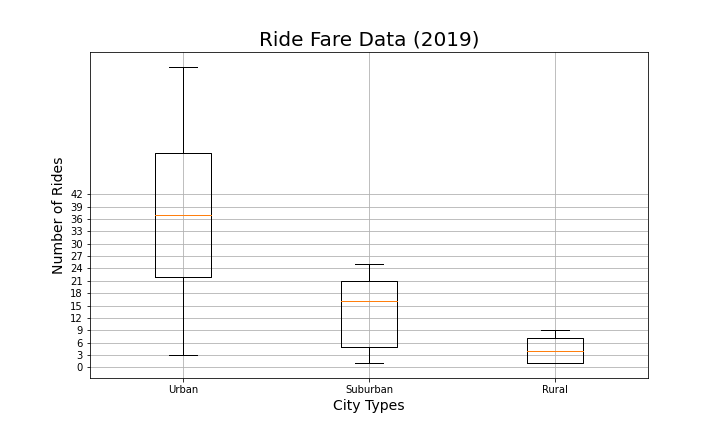 Ride Fare Data (2019)
Number of Rides
42
39
36
33
30
27
24
21
18
15
12
9
6
3
0
Urban
Suburban
Rural
City Types